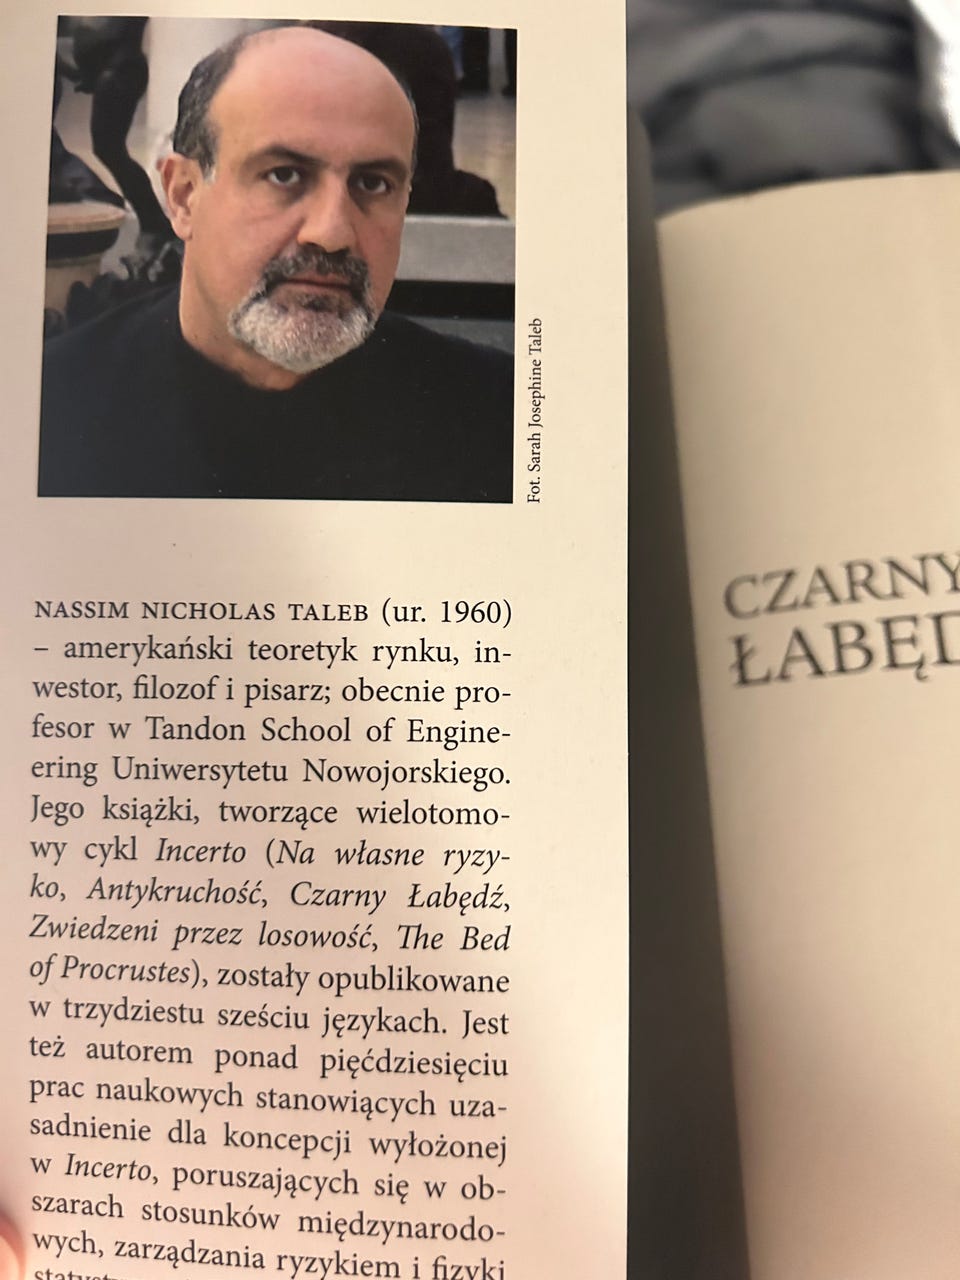 Fot. Sarah Josephine Taleb
NASSIM NICHOLAS TALEB (ur. 1960)
– amerykański teoretyk rynku, in-
westor, filozof i pisarz; obecnie pro-
fesor w Tandon School of Engine-
ering Uniwersytetu Nowojorskiego.
Jego książki, tworzące wielotomo-
wy cykl Incerto (Na własne ryzy-
ko, Antykruchość, Czarny Łabędź,
Zwiedzeni przez losowość, The Bed
of Procrustes), zostały opublikowane
w trzydziestu sześciu językach. Jest
też autorem ponad pięćdziesięciu
prac naukowych stanowiących uza-
sadnienie dla koncepcji wyłożonej
w Incerto, poruszających się w ob-
szarach stosunków międzynarodo-
wych, zarządzania ryzykiem i fizyki
CZARNY
ŁABĘD